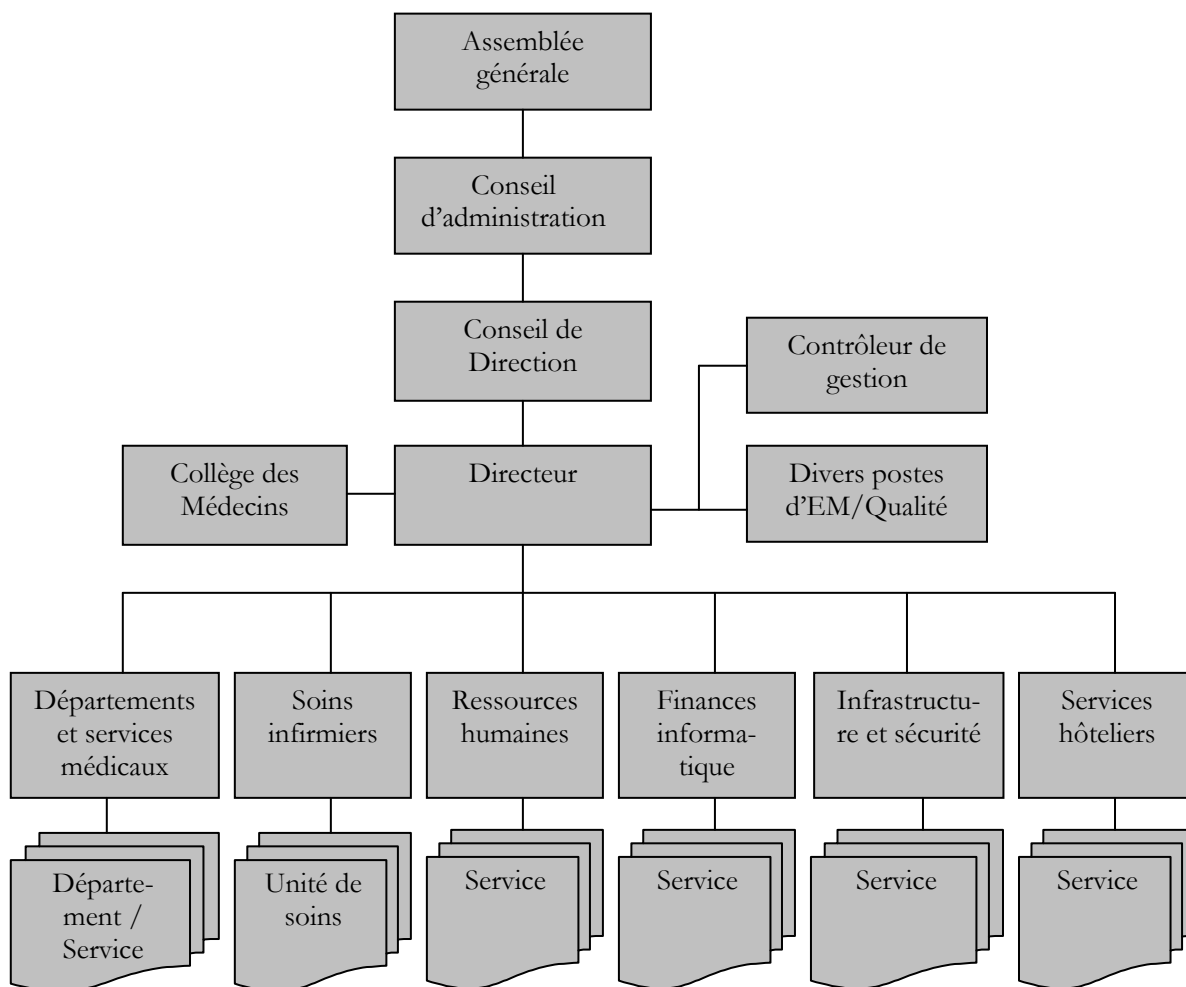 Assemblée
générale
Conseil
d'administration
Conseil de
Direction
Contrôleur de
gestion
Collège des
Médecins
Directeur
Divers postes
d'EM/Qualité
Départements
et services
médicaux
Soins
infirmiers
Ressources
humaines
Finances
informa-
tique
Infrastructu-
re et sécurité
Services
hôteliers
Départe-
ment /
Service
Unité de
soins
Service
Service
Service
Service